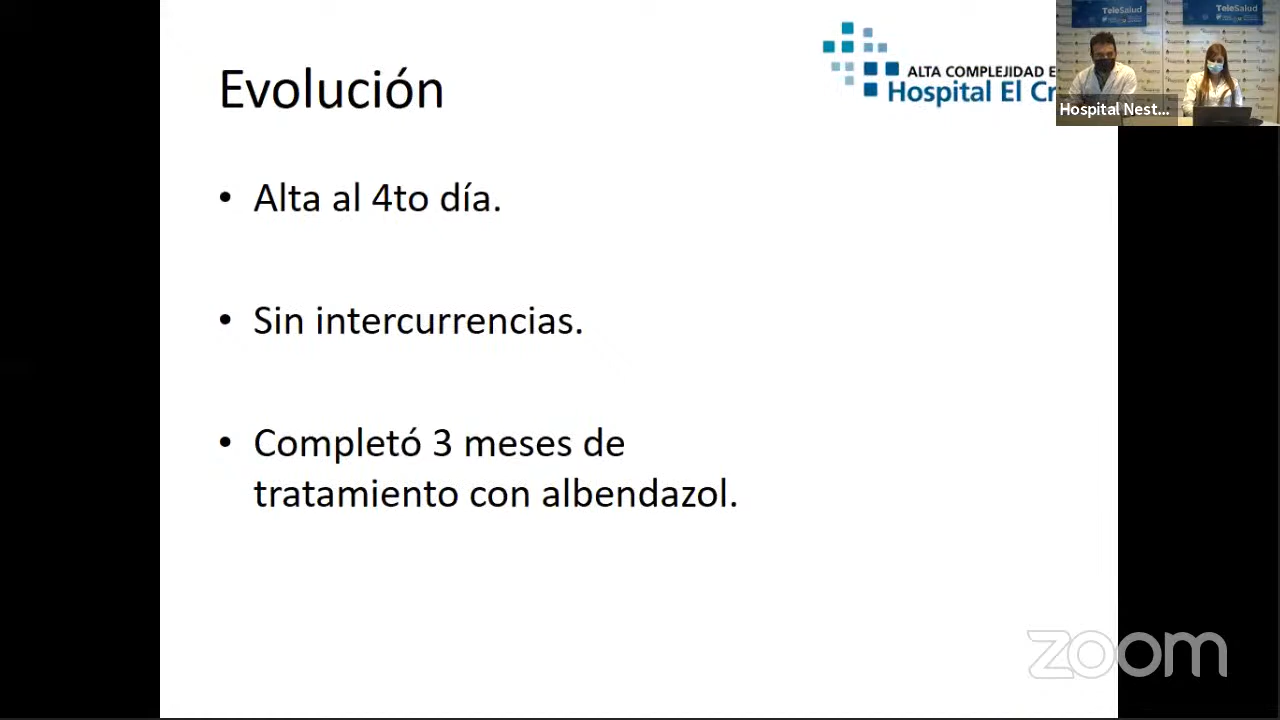 Evolución
ALTA COMPLEJIDAD E
Hospital El Cr
TeleSalud
TeleSalud
Hospital Nest...
• Alta al 4to día.
• Sin intercurrencias.
• Completó 3 meses de
tratamiento con albendazol.
zoom